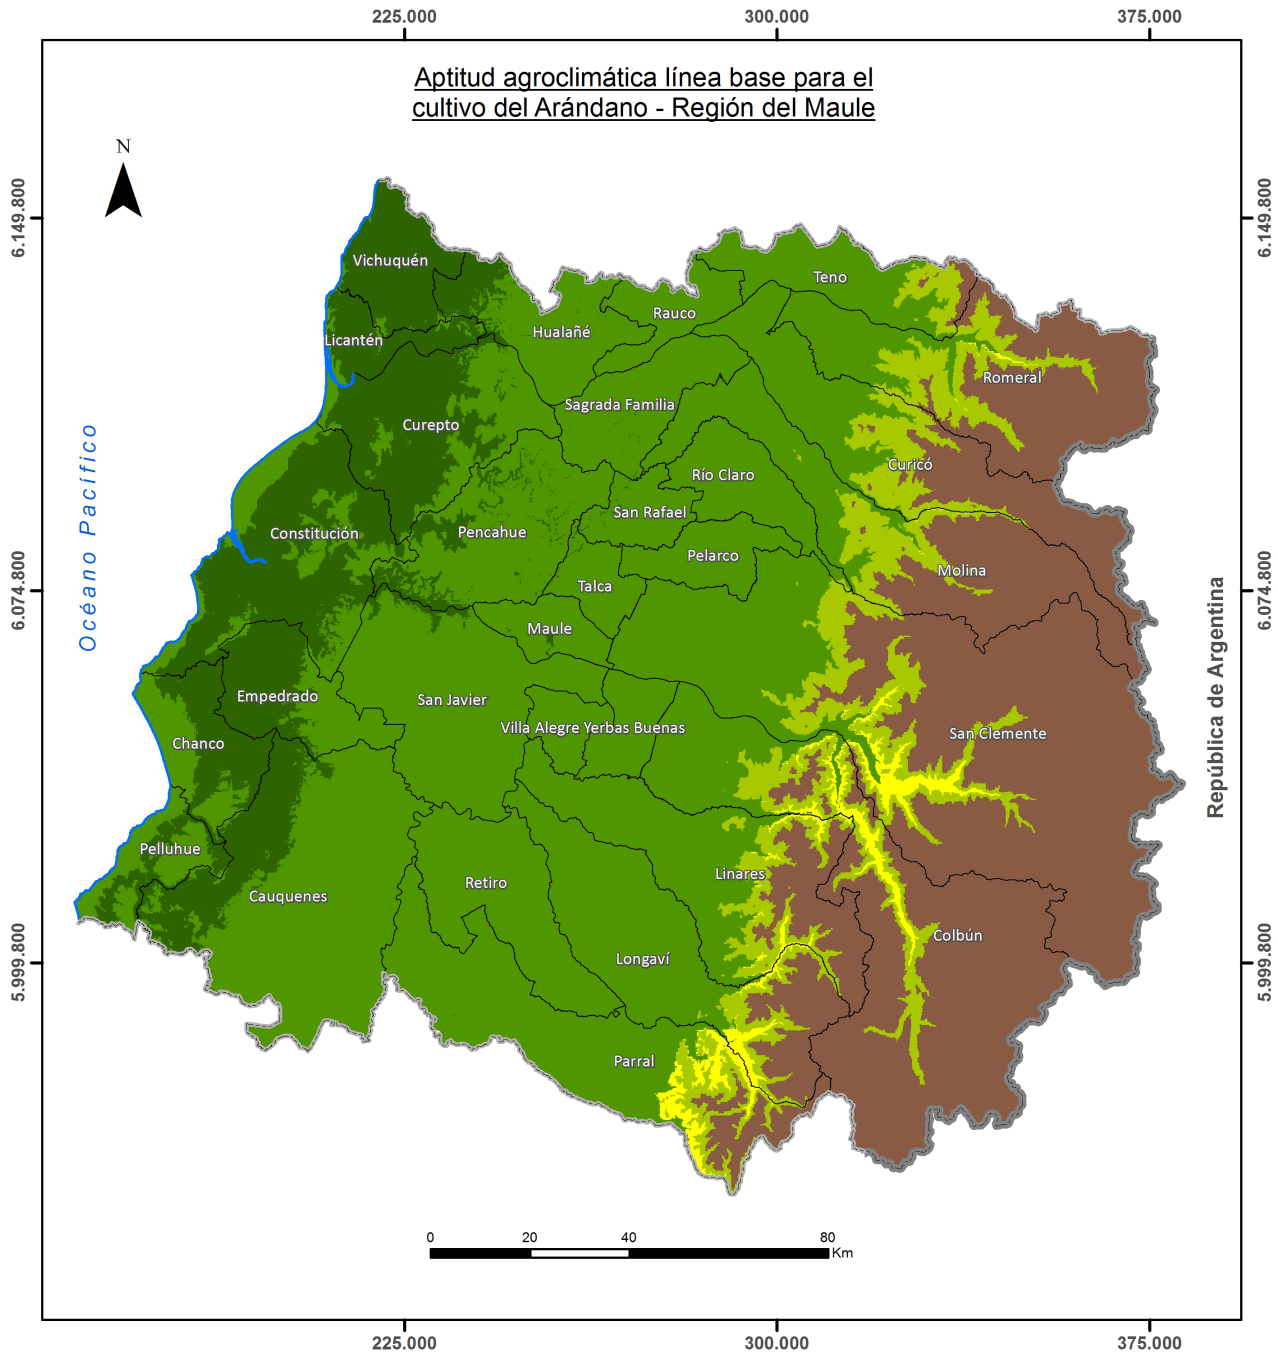 225.000
300.000
375.000
Aptitud agroclimática línea base para el
cultivo del Arándano - Región del Maule
N
6.149.800
6.149.800
Vichuquén
Teno
Rauco
Hualañé
Licantén
Romeral
Sagrada Familia
Curepto
Océano Pacífico
Curicó
Río Claro
San Rafael
Constitución
Pencahue
Pelarco
Molina
6.074.800
6.074.800
Talca
Maule
República de Argentina
Empedrado
San Javier
Villa Alegre
Yerbas Buenas
San Clemente
Chanco
Pelluhue
Linares
Retiro
Cauquenes
Colbún
Longaví
5.999.800
5.999.800
Parral
0
20
40
80
Km
225.000
300.000
375.000